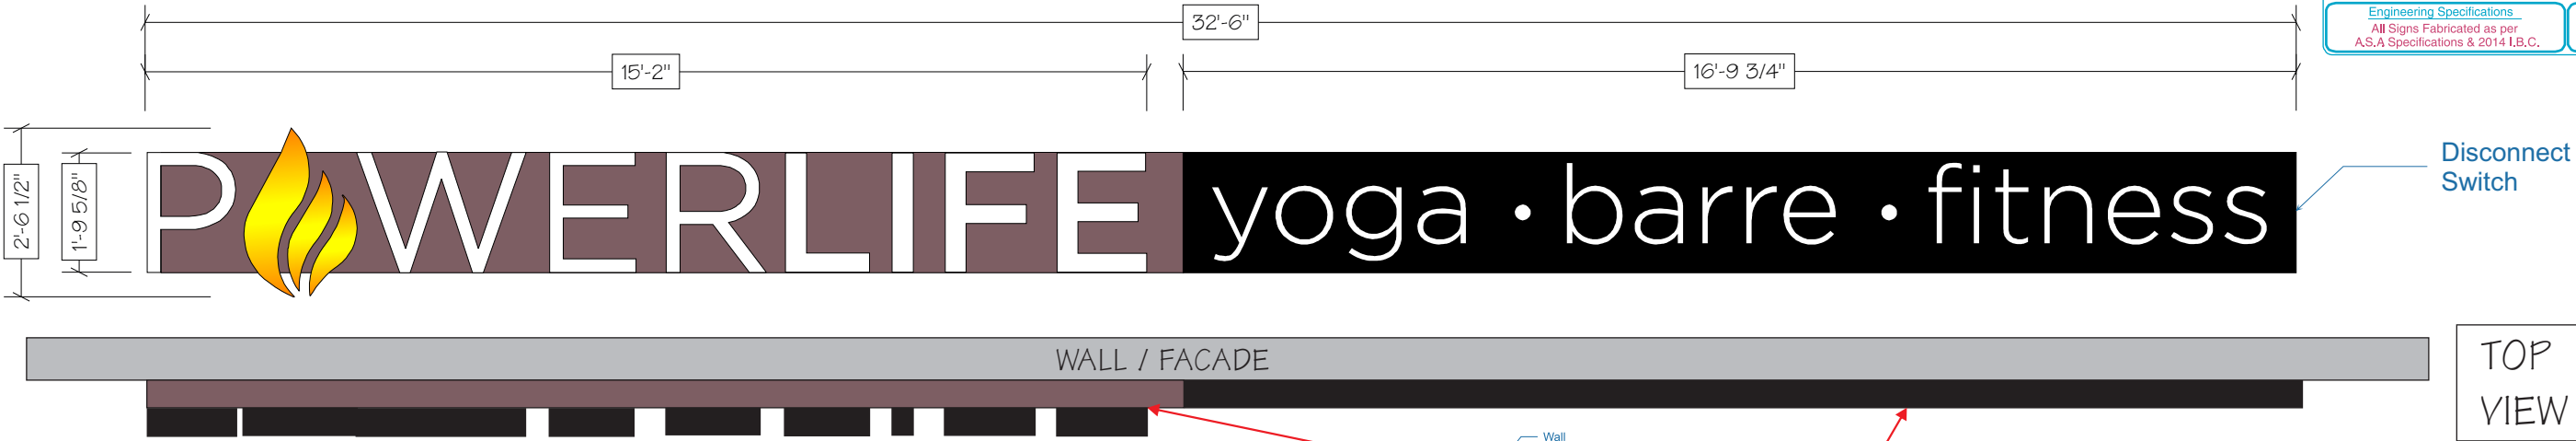 32'-6"
Engineering Specifications
All Signs Fabricated as per
A.S.A Specifications & 2014 I.B.C.
15'-2"
16'-9 3/4"
2'-6 1/2"
1'-9 5/8"
P WERLIFE yoga · barre · fitness
Disconnect
Switch
WALL / FACADE
TOP
VIEW
Wall